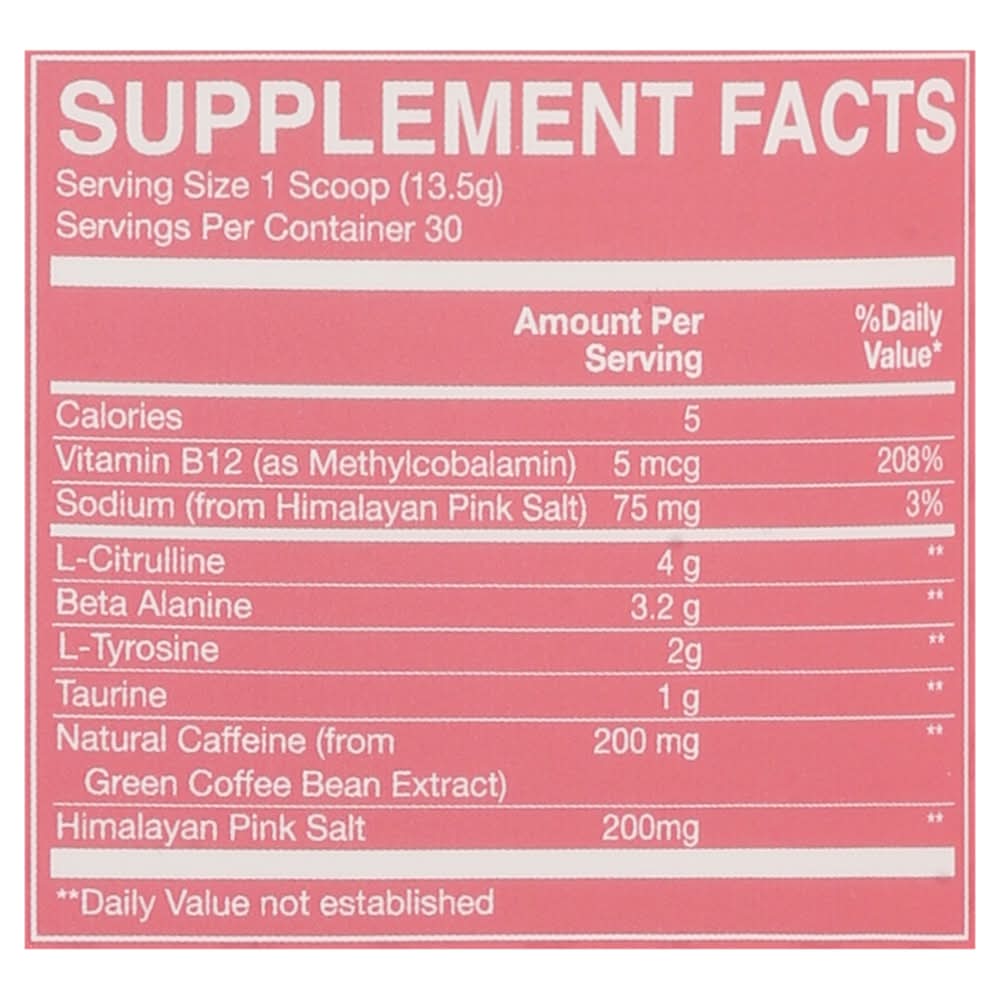 SUPPLEMENT FACTS
Serving Size 1 Scoop (13.5g)
Servings Per Container 30
Amount Per Serving %Daily Value*
Calories 5
Vitamin B12 (as Methylcobalamin) 5 mcg 208%
Sodium (from Himalayan Pink Salt) 75 mg 3%
L-Citrulline 4 g **
Beta Alanine 3.2 g **
L-Tyrosine 2g **
Taurine 1 g **
Natural Caffeine (from 200 mg **
Green Coffee Bean Extract)
Himalayan Pink Salt 200mg **
**Daily Value not established